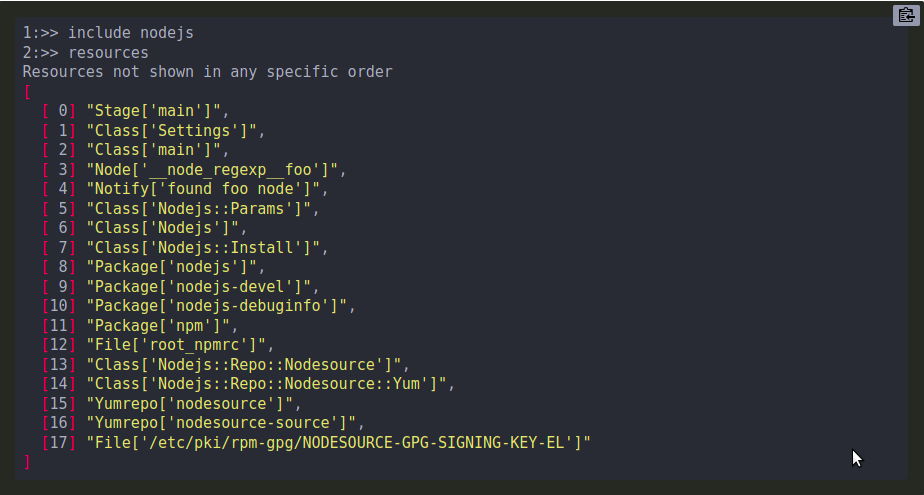 1:>> include nodejs
2:>> resources
Resources not shown in any specific order
[
  [ 0] "Stage['main']",
  [ 1] "Class['Settings']",
  [ 2] "Class['main']",
  [ 3] "Node['__node_regexp__foo']",
  [ 4] "Notify['found foo node']",
  [ 5] "Class['Nodejs::Params']",
  [ 6] "Class['Nodejs']",
  [ 7] "Class['Nodejs::Install']",
  [ 8] "Package['nodejs']",
  [ 9] "Package['nodejs-devel']",
  [10] "Package['nodejs-debuginfo']",
  [11] "Package['npm']",
  [12] "File['root_npmrc']",
  [13] "Class['Nodejs::Repo::Nodesource']",
  [14] "Class['Nodejs::Repo::Nodesource::Yum']",
  [15] "Yumrepo['nodesource']",
  [16] "Yumrepo['nodesource-source']",
  [17] "File['/etc/pki/rpm-gpg/NODESOURCE-GPG-SIGNING-KEY-EL']"
]